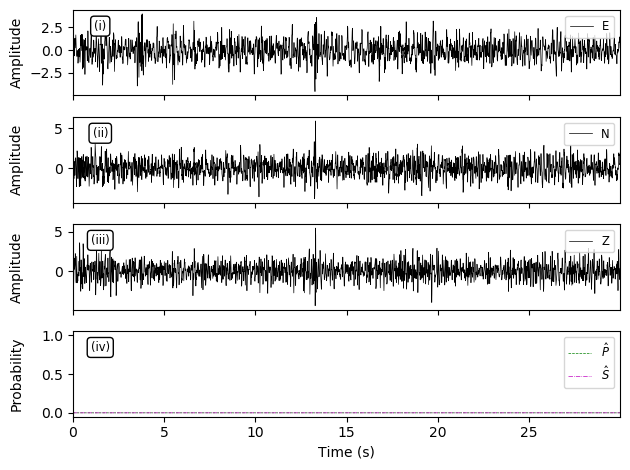 Amplitude
2.5
0.0
−2.5
(i)
E
Amplitude
5
0
(ii)
N
Amplitude
5
0
(iii)
Z
Probability
1.0
0.5
0.0
(iv)
P̂
Ŝ
0 5 10 15 20 25
Time (s)